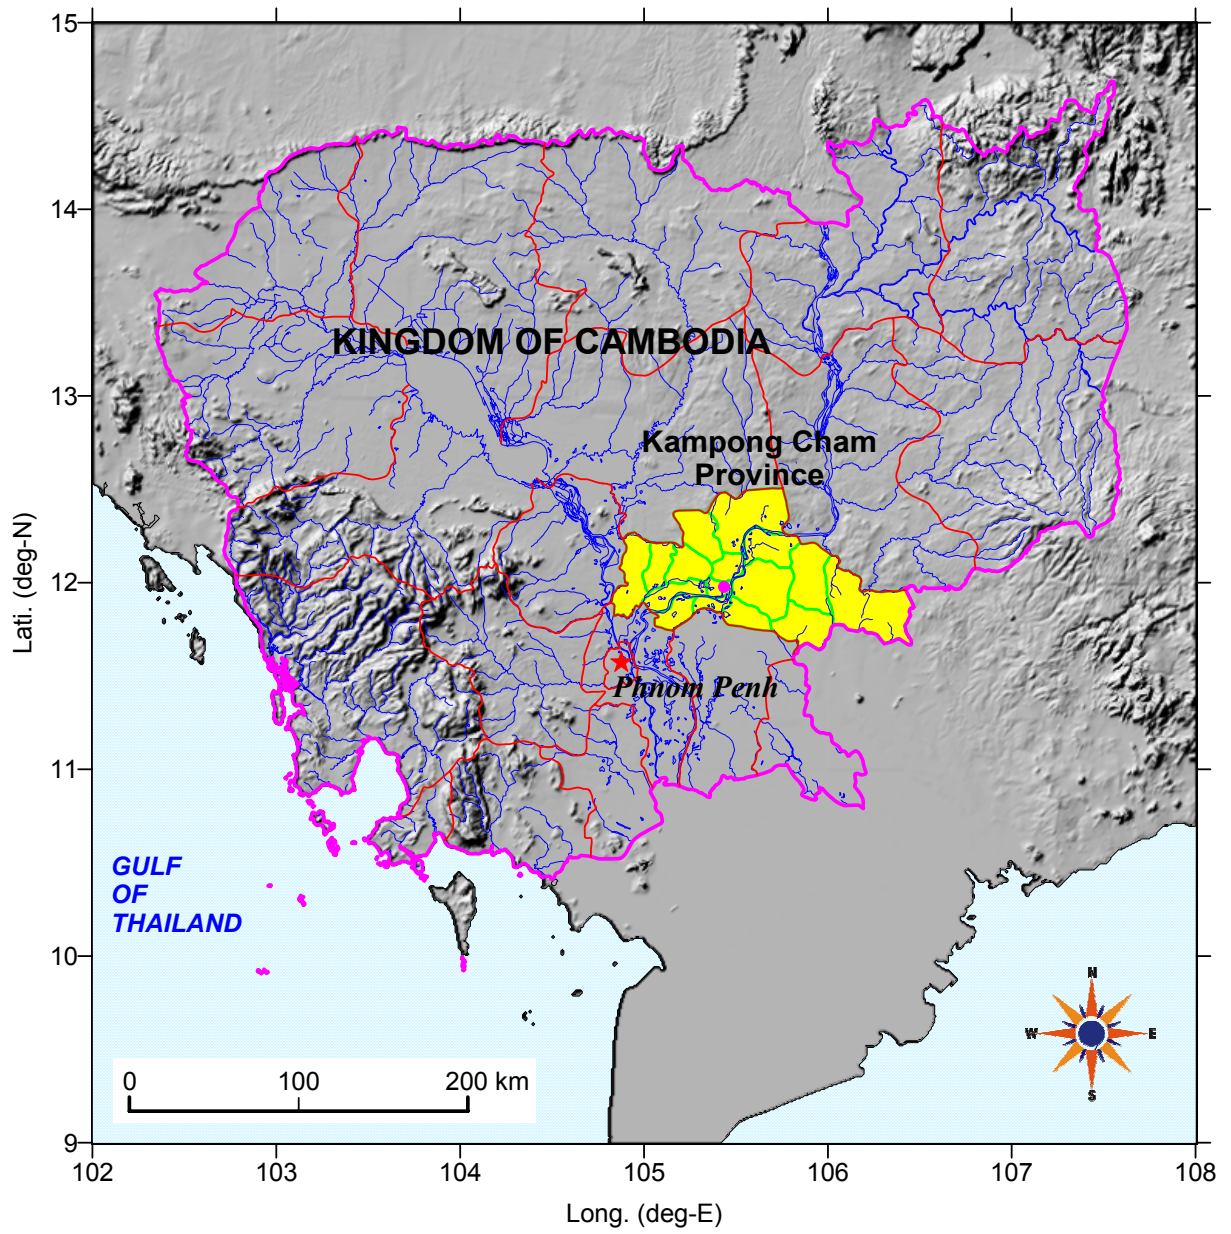 15
14
13
12
11
10
9
Lati. (deg-N)
KINGDOM OF CAMBODIA
Kampong Cham
Province
Phnom Penh
GULF
OF
THAILAND
N
W
E
S
0 100 200 km
102 103 104 105 106 107 108
Long. (deg-E)